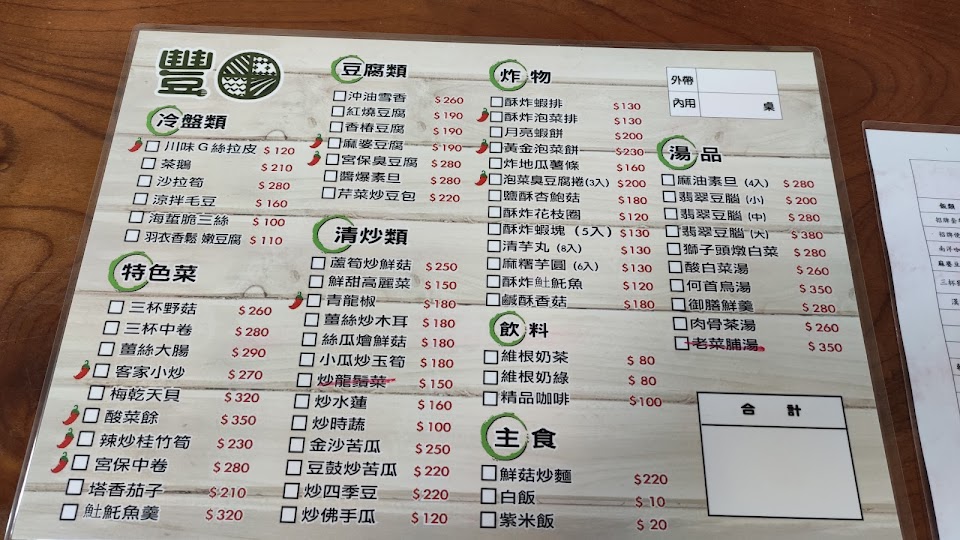 豐
冷盤類
川味G絲拉皮 $120
茶鵝 $210
沙拉筍 $280
涼拌毛豆 $160
海蜇脆三絲 $100
羽衣香鬆 嫩豆腐 $110
特色菜
三杯野菇 $260
三杯中卷 $280
薑絲大腸 $290
客家小炒 $270
梅乾天貝 $320
酸菜餘 $350
辣炒桂竹筍 $230
宮保中卷 $280
塔香茄子 $210
𩵚魠魚羹 $320
豆腐類
沖油雪香 $260
紅燒豆腐 $190
香椿豆腐 $190
麻婆豆腐 $190
宮保臭豆腐 $280
醬爆素旦 $280
芹菜炒豆包 $220
清炒類
蘆筍炒鮮菇 $250
鮮甜高麗菜 $150
青龍椒 $180
薑絲炒木耳 $180
絲瓜燴鮮菇 $180
小瓜炒玉筍 $180
炒龍鬚菜 $150
炒水蓮 $160
炒時蔬 $100
金沙苦瓜 $250
豆鼓炒苦瓜 $220
炒四季豆 $220
炒佛手瓜 $120
炸物
酥炸蝦排 $130
酥炸泡菜排 $130
月亮蝦餅 $200
黃金泡菜餅 $230
炸地瓜薯條 $160
泡菜臭豆腐捲(3入) $200
鹽酥杏鮑菇 $180
酥炸花枝圈 $120
酥炸蝦塊(5入) $130
清芋丸(8入) $130
麻糬芋圓(6入) $130
酥炸𩵚魠魚 $120
鹹酥香菇 $180
飲料
維根奶茶 $80
維根奶綠 $80
精品咖啡 $100
主食
鮮菇炒麵 $220
白飯 $10
紫米飯 $20
外帶
內用 桌
湯品
麻油素旦(4入) $280
翡翠豆腦(小) $200
翡翠豆腦(中) $280
翡翠豆腦(大) $380
獅子頭燉白菜 $280
酸白菜湯 $260
何首烏湯 $350
御膳鮮羹 $280
肉骨茶湯 $260
老菜脯湯 $350
合計
飯類